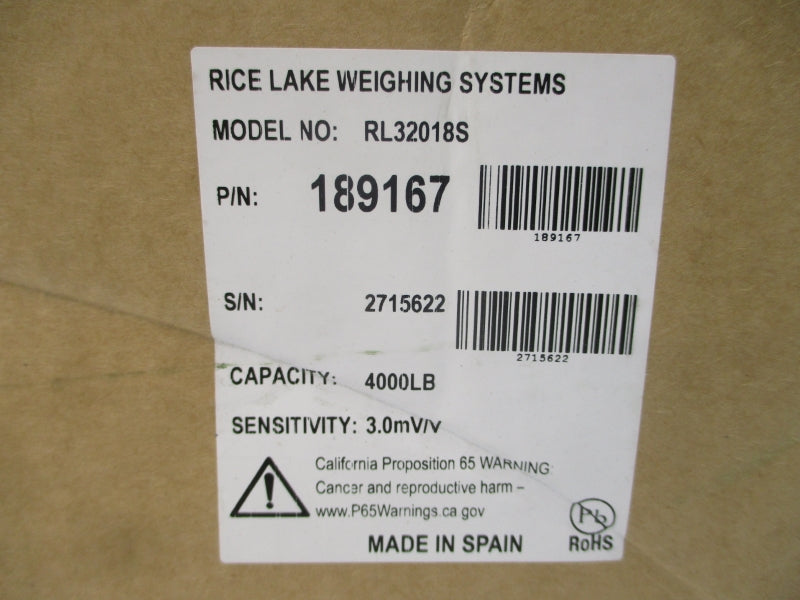 RICE LAKE WEIGHING SYSTEMS
MODEL NO: RL32018S
P/N: 189167
189167
S/N: 2715622
2715622
CAPACITY: 4000LB
SENSITIVITY: 3.0mV/V
California Proposition 65 WARNING:
Cancer and reproductive harm –
www.P65Warnings.ca.gov
Pb
MADE IN SPAIN RoHS